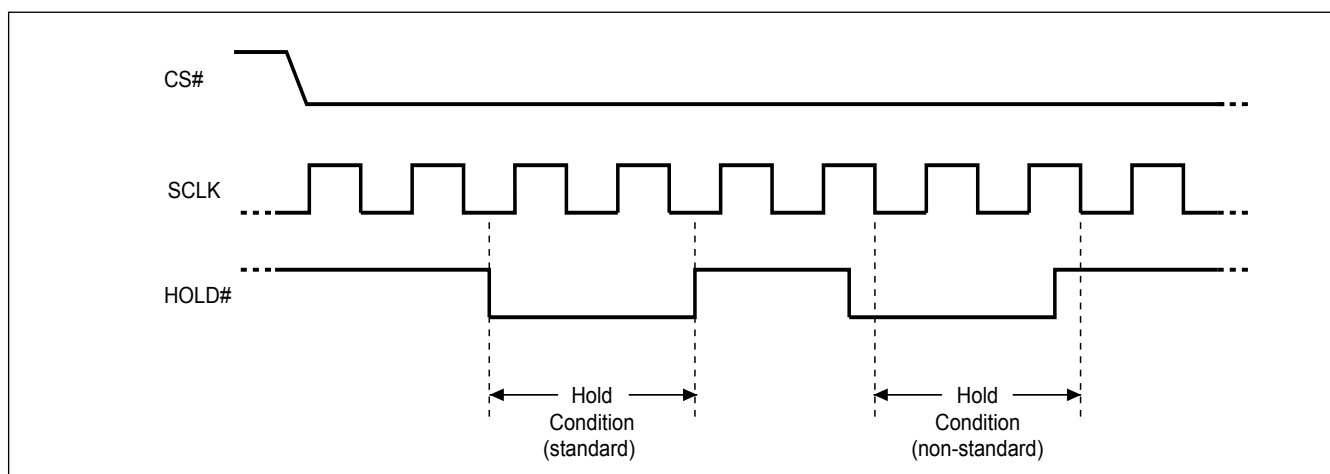 CS#
SCLK
HOLD#
Hold
Condition
(standard)
Hold
Condition
(non-standard)